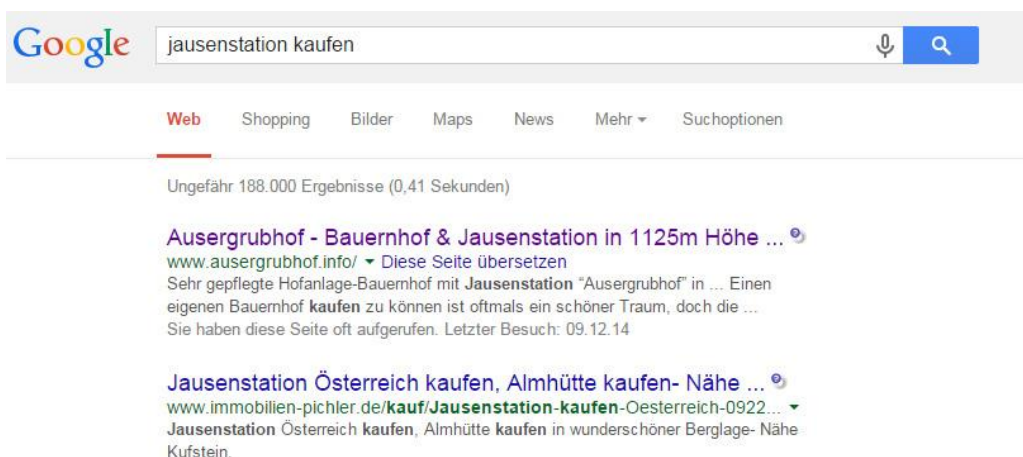 Google jausenstation kaufen
Web Shopping Bilder Maps News Mehr Suchoptionen
Ungefähr 188.000 Ergebnisse (0,41 Sekunden)
Ausergrubhof - Bauernhof & Jausenstation in 1125m Höhe ...
www.ausergrubhof.info/ Diese Seite übersetzen
Sehr gepflegte Hofanlage-Bauernhof mit Jausenstation “Ausergrubhof” in ... Einen
eigenen Bauernhof kaufen zu können ist oftmals ein schöner Traum, doch die ...
Sie haben diese Seite oft aufgerufen. Letzter Besuch: 09.12.14
Jausenstation Österreich kaufen, Almhütte kaufen- Nähe ...
www.immobilien-pichler.de/kauf/Jausenstation-kaufen-Oesterreich-0922...
Jausenstation Österreich kaufen, Almhütte kaufen in wunderschöner Berglage- Nähe
Kufstein.